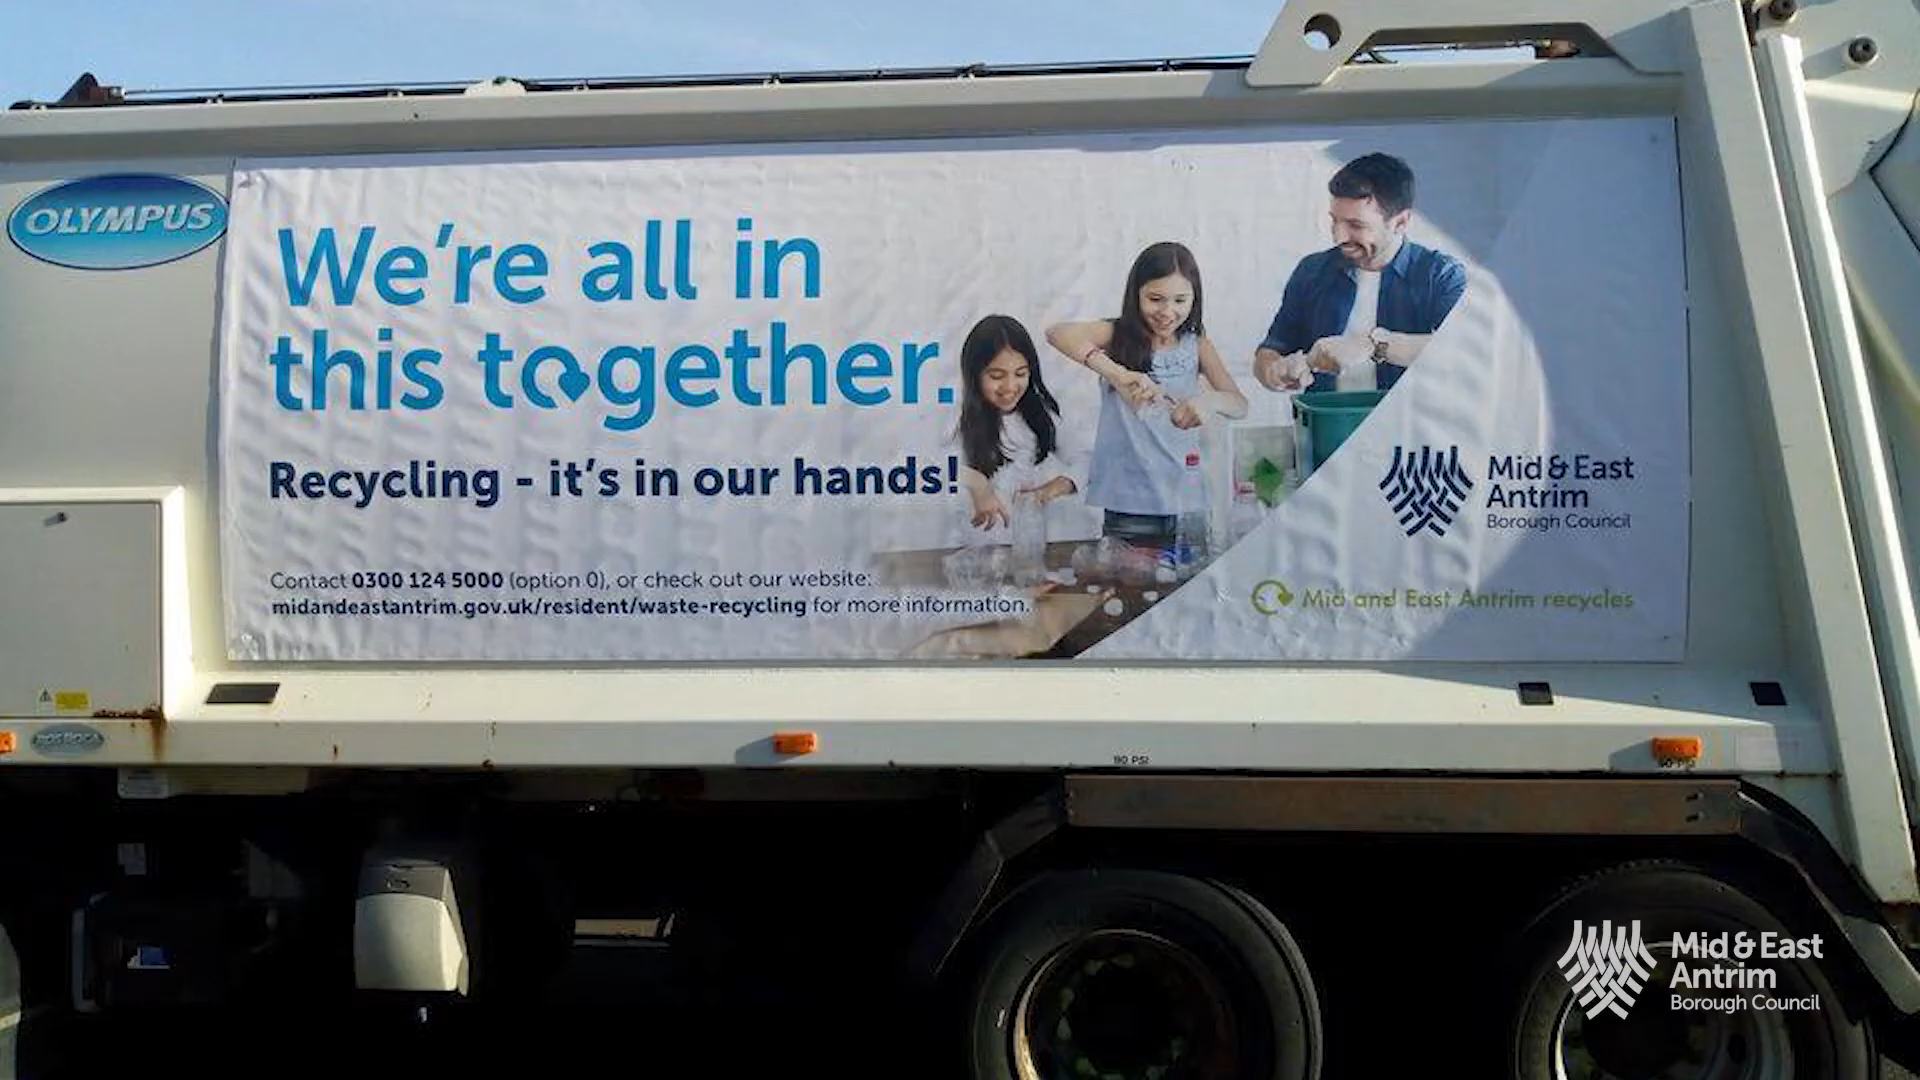 OLYMPUS
We're all in
this together.
Recycling - it's in our hands!
Contact 0300 124 5000 (option 0), or check out our website:
midandeastantrim.gov.uk/resident/waste-recycling for more information.
Mid & East
Antrim
Borough Council
Mid and East Antrim recycles
90 PSI
90 PSI
Mid & East
Antrim
Borough Council